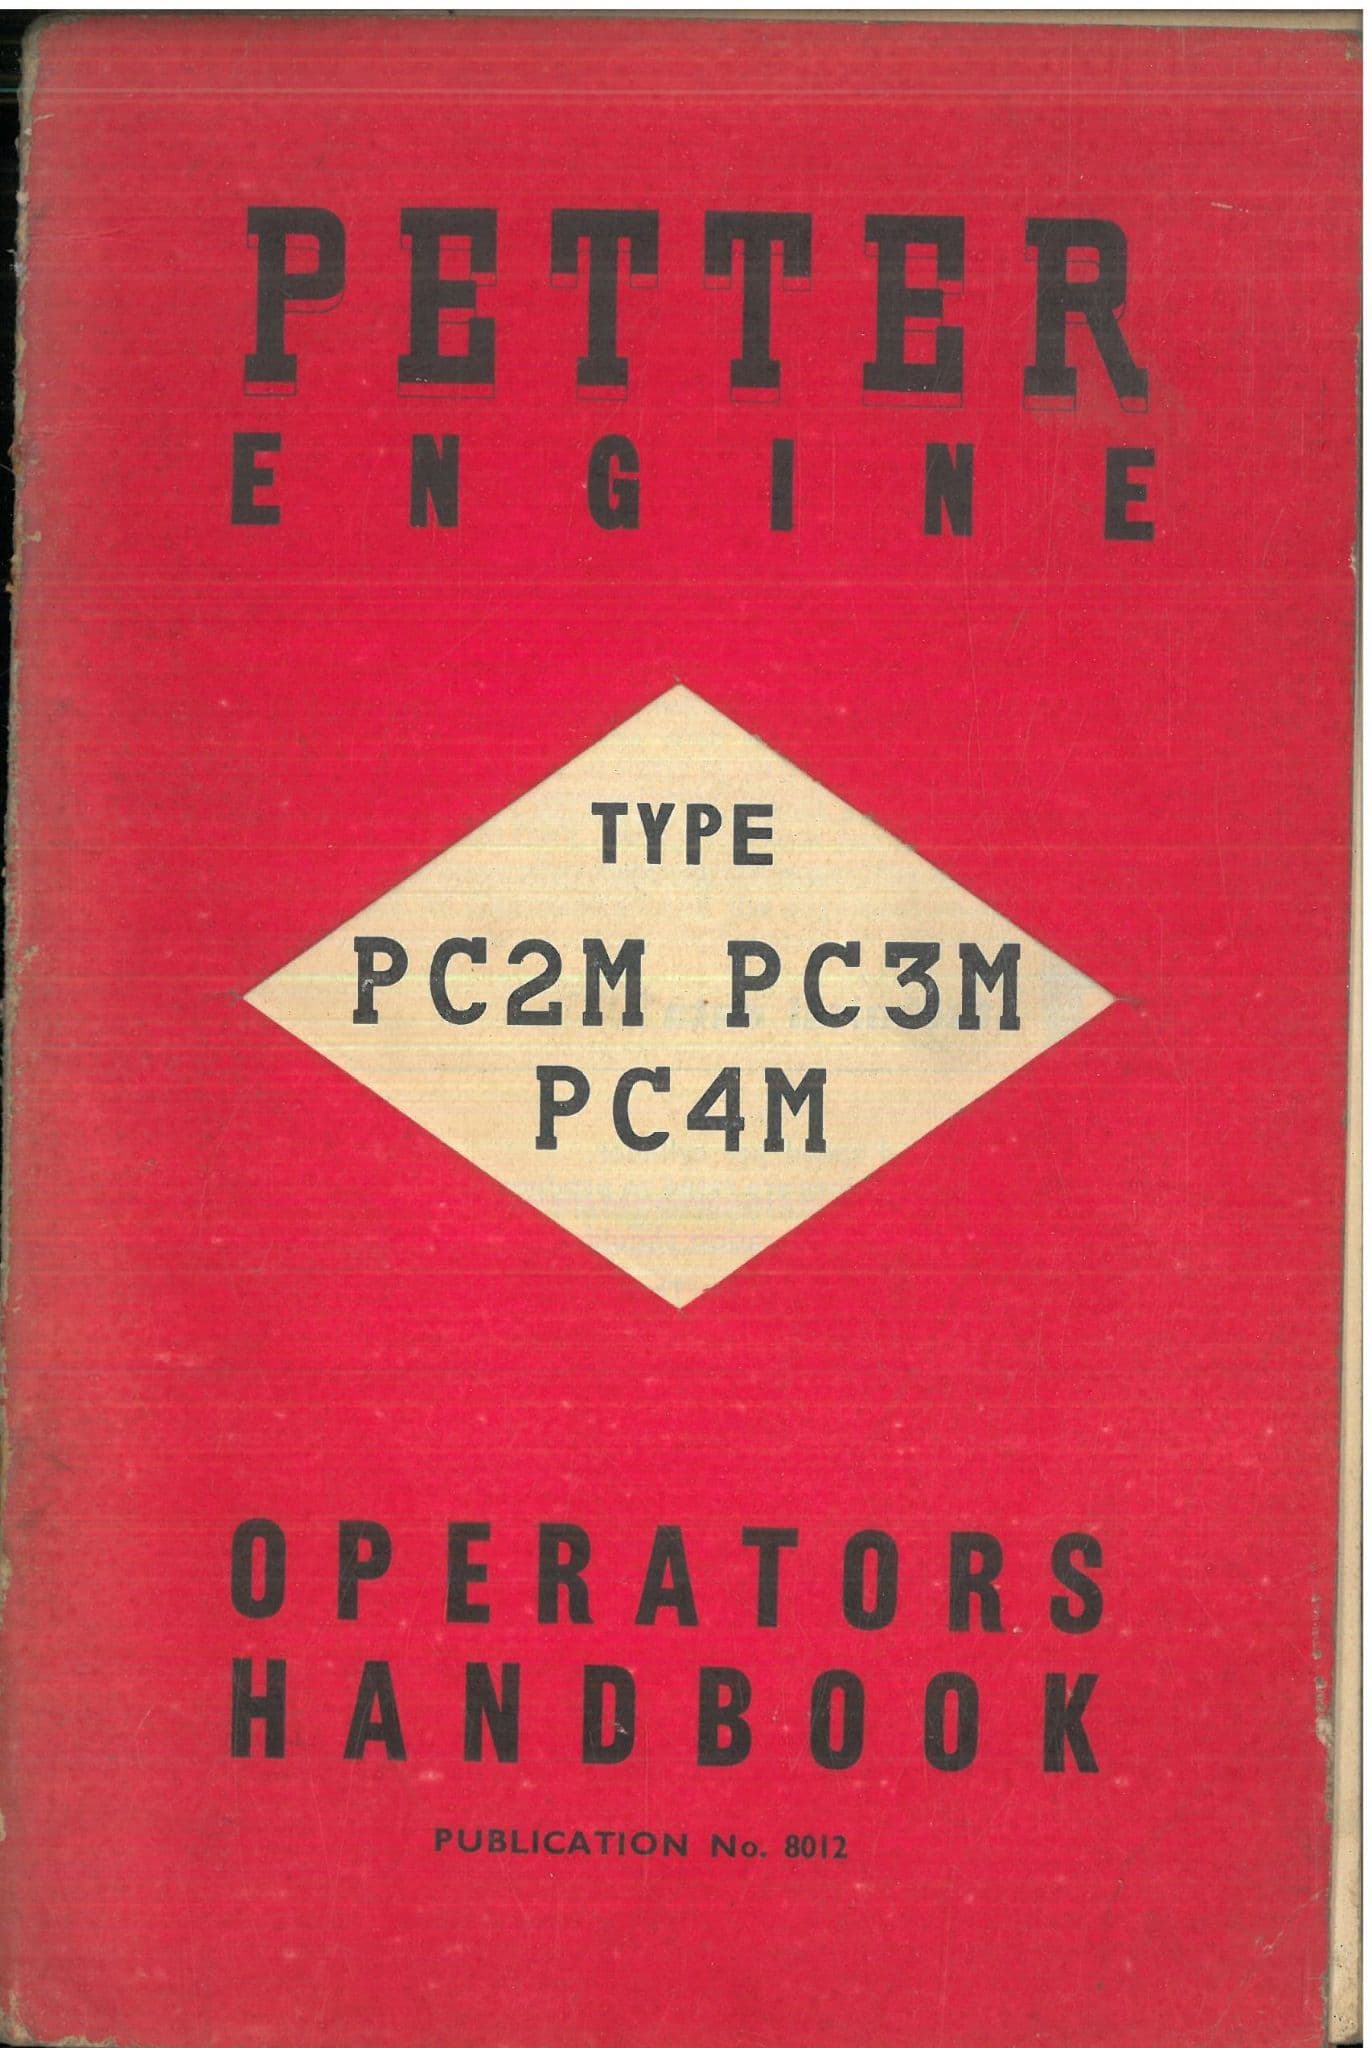 PETTER
ENGINE
TYPE
PC2M PC3M
PC4M
OPERATORS
HANDBOOK
PUBLICATION No. 8012